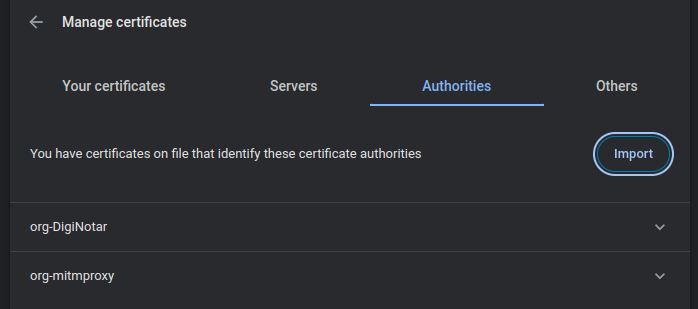 Manage certificates
Your certificates Servers Authorities Others
You have certificates on file that identify these certificate authorities Import
org-DigiNotar
org-mitmproxy